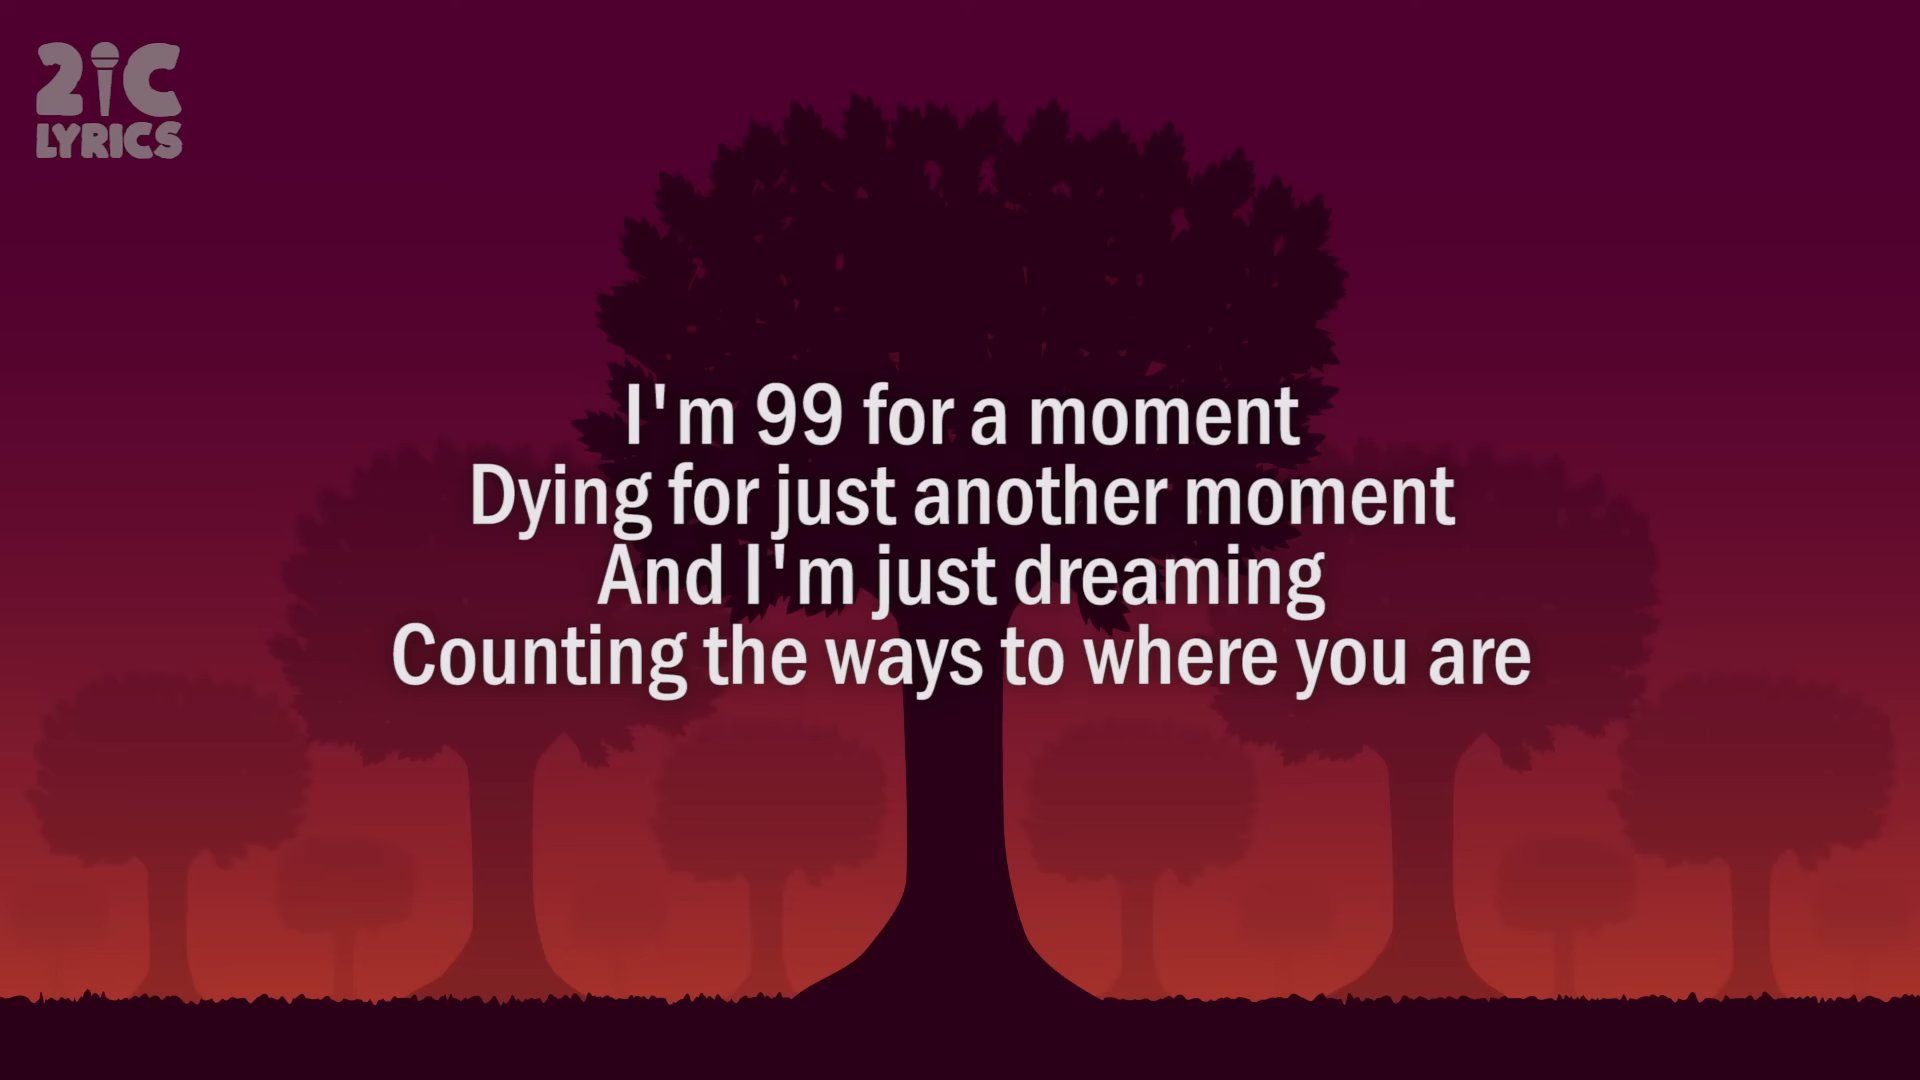 2iC
LYRICS
I'm 99 for a moment
Dying for just another moment
And I'm just dreaming
Counting the ways to where you are